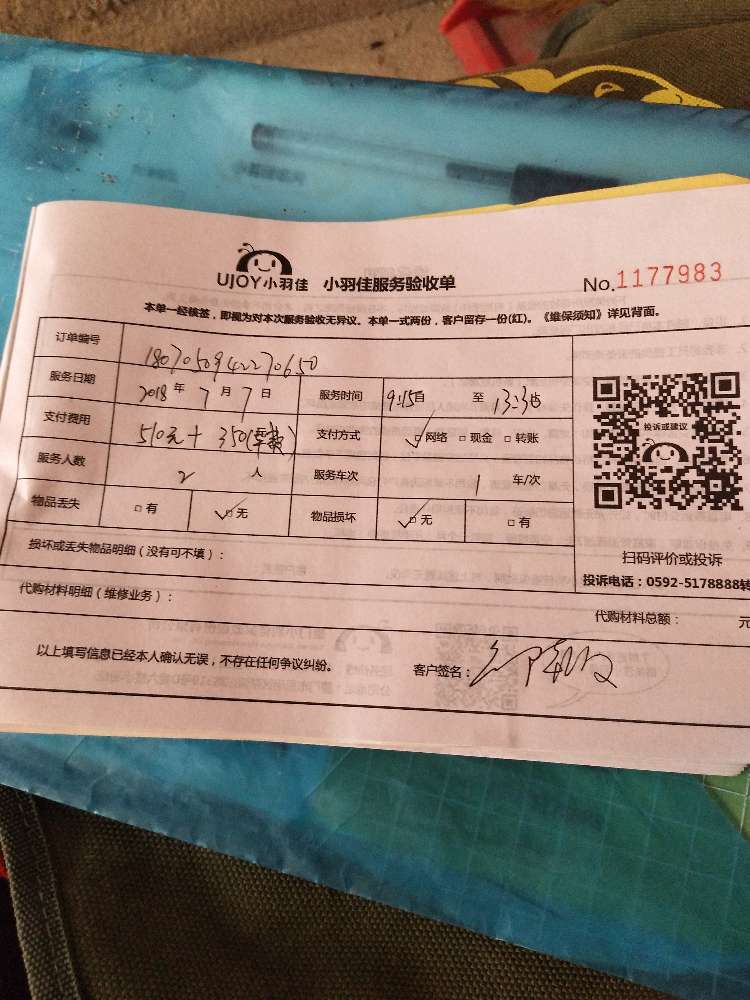 UJOY小羽佳 小羽佳服务验收单 No.1177983
本单一经核签，即视为对本次服务验收无异议。本单一式两份，客户留存一份(红)。《维保须知》详见背面。
订单编号 1807050942270650
服务日期 2018年7月7日 服务时间 9:15自 至 13:30
支付费用 510元+350(车费) 支付方式 网络 现金 转账
服务人数 2人 服务车次 1 车/次
物品丢失 有 无 物品损坏 无 有
损坏或丢失物品明细（没有可不填）：
代购材料明细（维修业务）：
代购材料总额： 元
以上填写信息已经本人确认无误，不存在任何争议纠纷。 客户签名：
投诉或建议
扫码评价或投诉
投诉电话：0592-5178888转